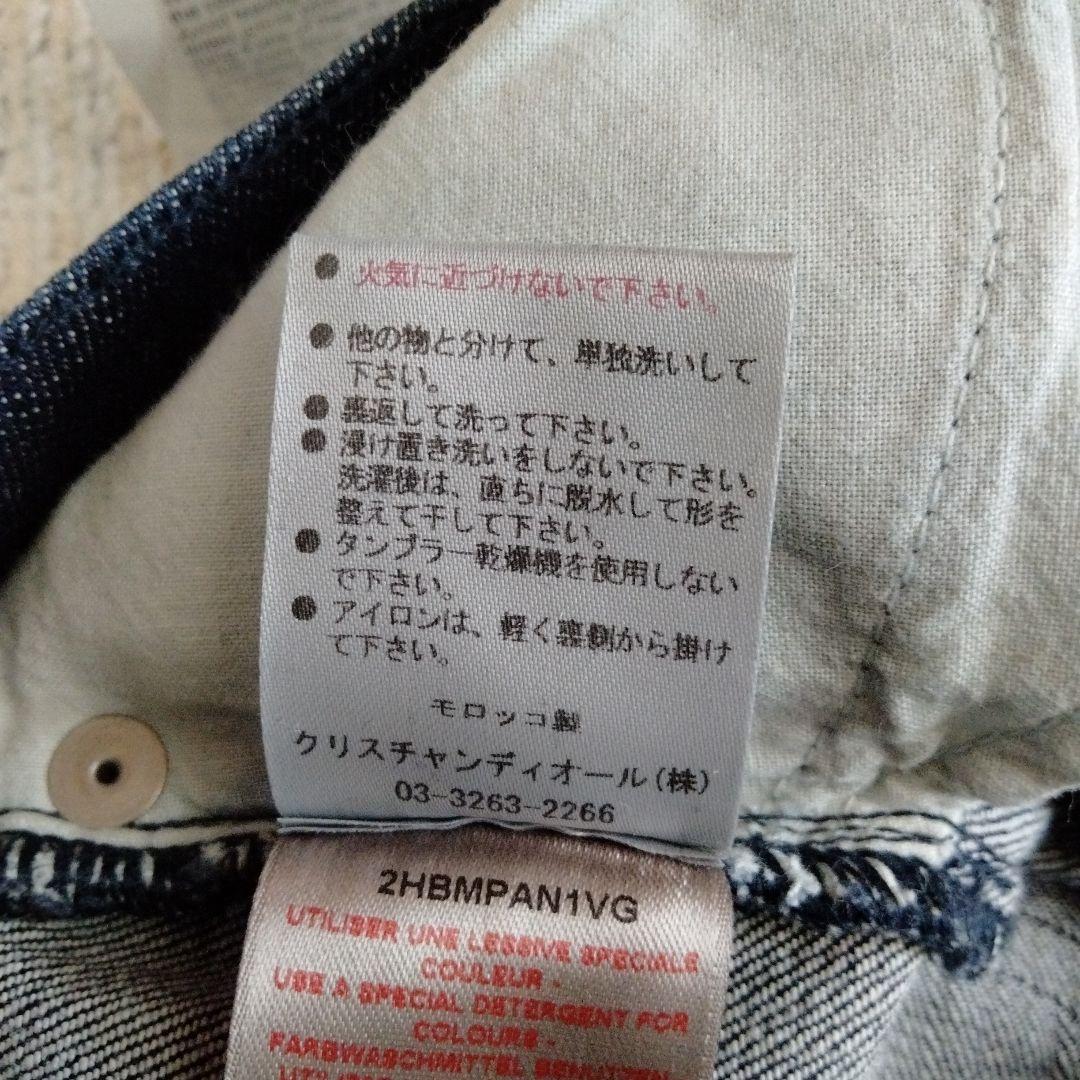 ● 火気に近づけないで下さい。
● 他の物と分けて、単独洗いして
下さい。
● 裏返して洗って下さい。
● 浸け置き洗いをしないで下さい。
洗濯後は、直ちに脱水して形を
整えて干して下さい。
● タンブラー乾燥機を使用しない
で下さい。
● アイロンは、軽く裏側から掛け
て下さい。
モロッコ製
クリスチャンディオール(株)
03-3263-2266
2HBMPAN1VG
UTILISER UNE LESSIVE SPECIALE
COULEUR -
USE A SPECIAL DETERGENT FOR
COLOURS -
FARBWASCHMITTEL BENUTZEN